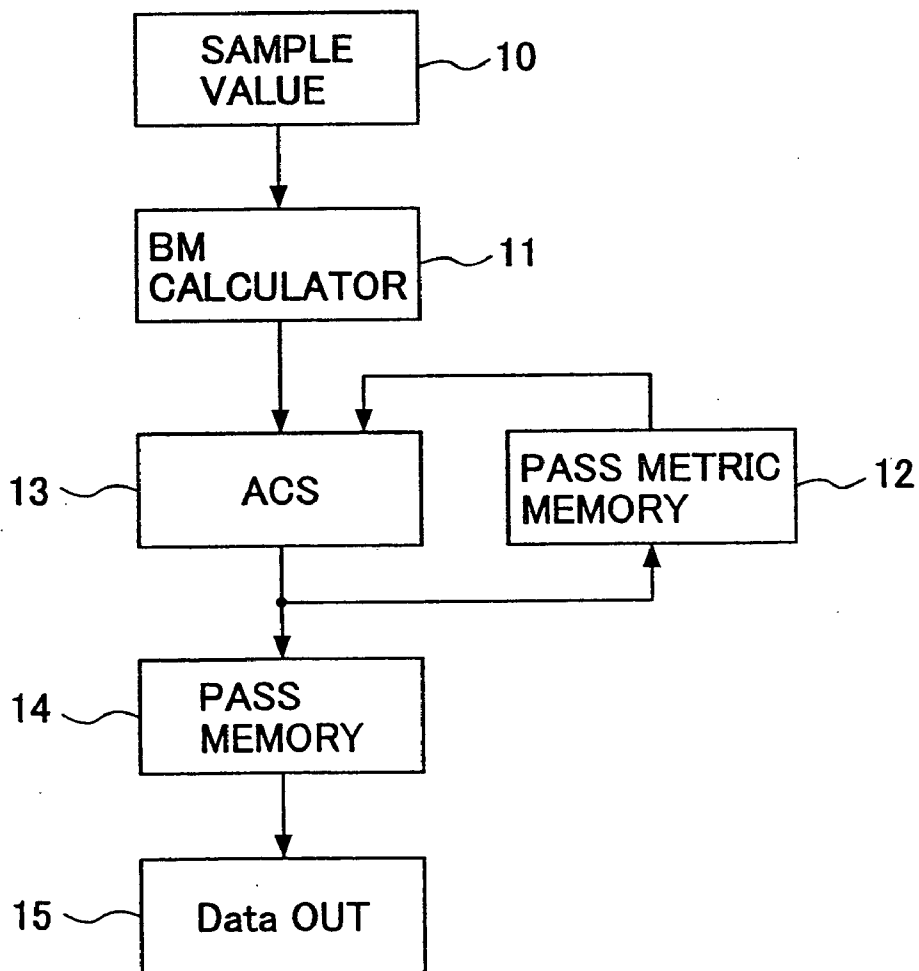 SAMPLE
VALUE
10
BM
CALCULATOR
11
13
ACS
PASS METRIC
MEMORY
12
14
PASS
MEMORY
15
Data OUT